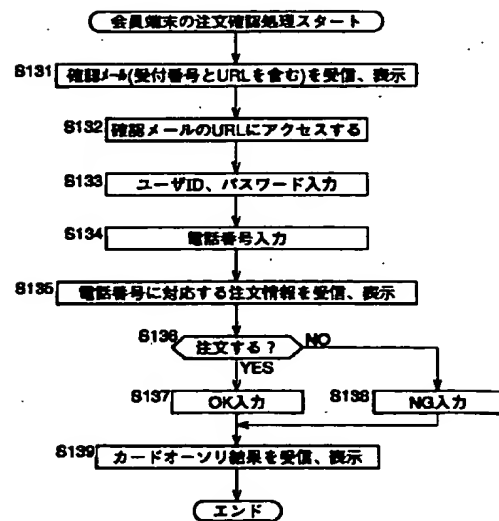 会員端末の注文確認処理スタート
S131
確認メール(受付番号とURLを含む)を受信、表示
S132
確認メールのURLにアクセスする
S133
ユーザID、パスワード入力
S134
電話番号入力
S135
電話番号に対応する注文情報を受信、表示
S136
注文する？
NO
YES
S137
OK入力
S138
NG入力
S139
カードオーソリ結果を受信、表示
エンド